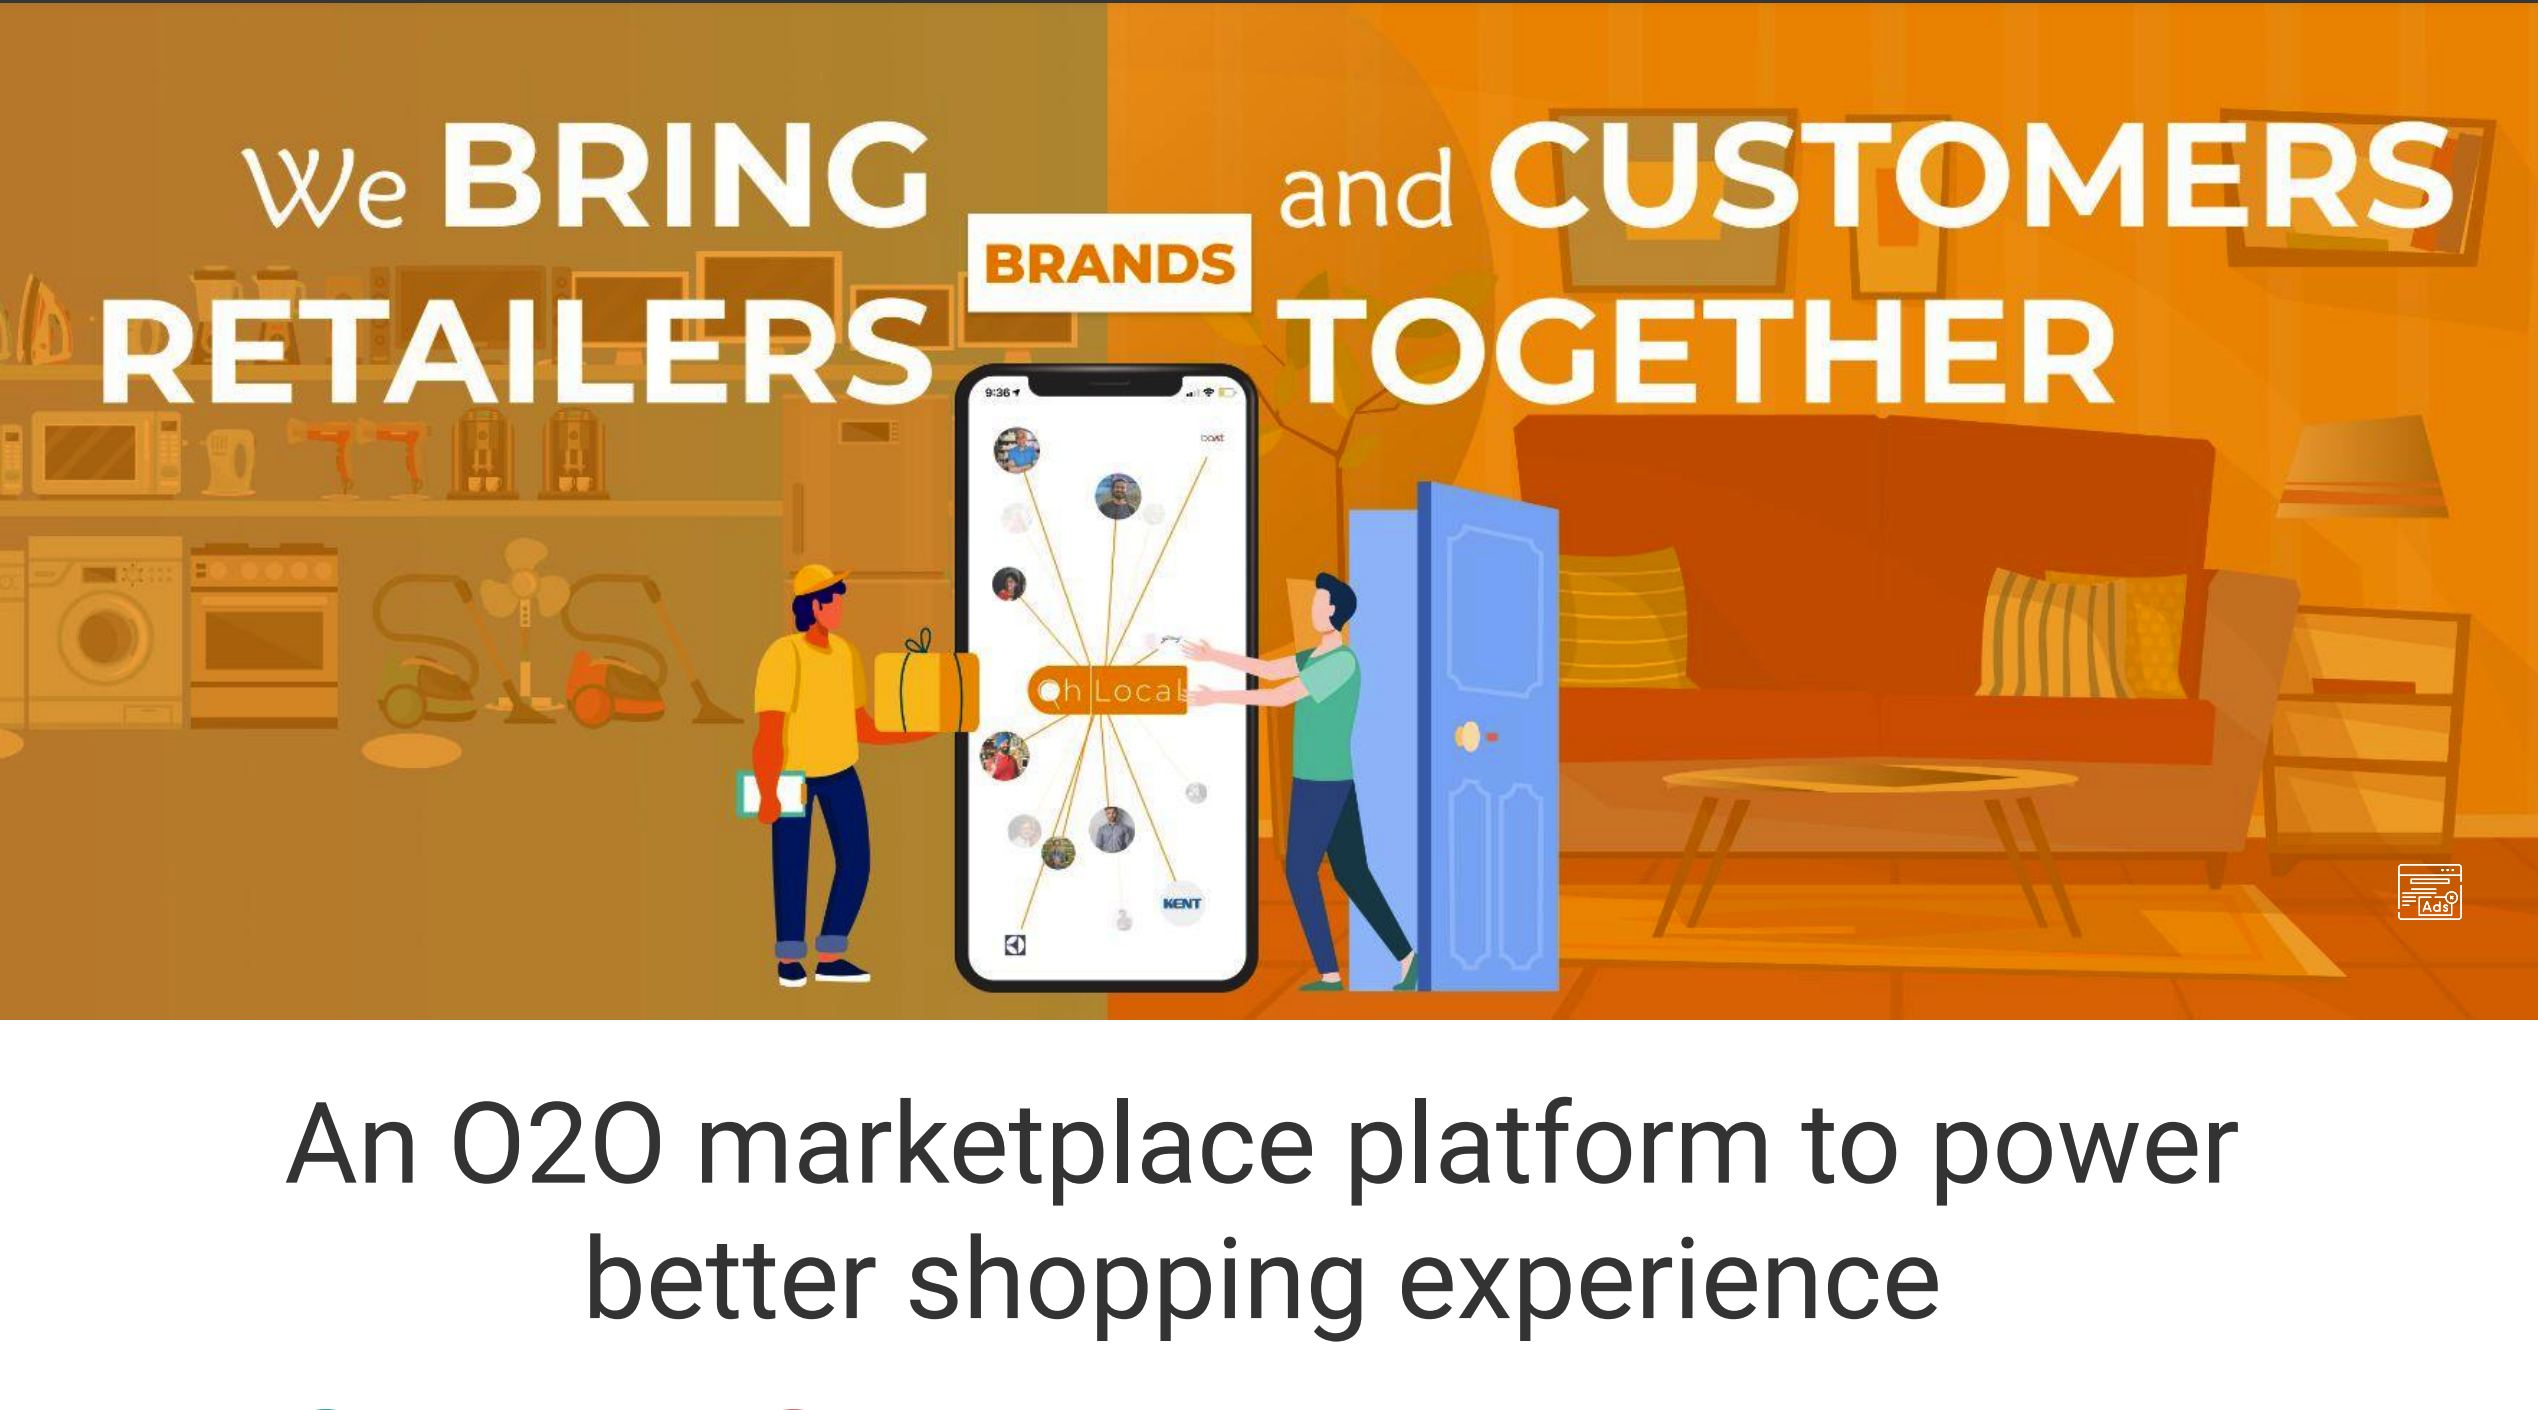 We BRING
RETAILERS
BRANDS
and CUSTOMERS
TOGETHER
9:36
boAt
Oh Local
KENT
Ads
An O2O marketplace platform to power
better shopping experience